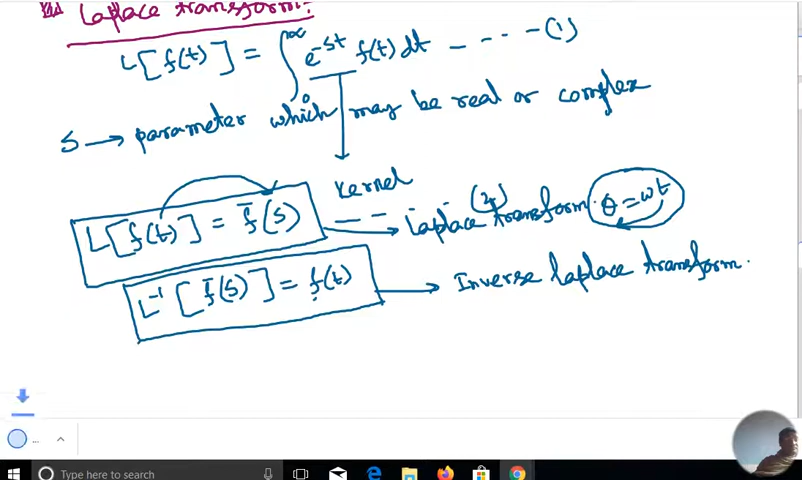 Laplace transform:
L[f(t)] = ∫₀^∞ e^-st f(t) dt - - - - - (1)
S → parameter which may be real or complex
Kernel
L[f(t)] = f̄(s) - - (2)
Laplace transform. θ = wt
L⁻¹[f̄(s)] = f(t) → Inverse laplace transform.
...
Type here to search